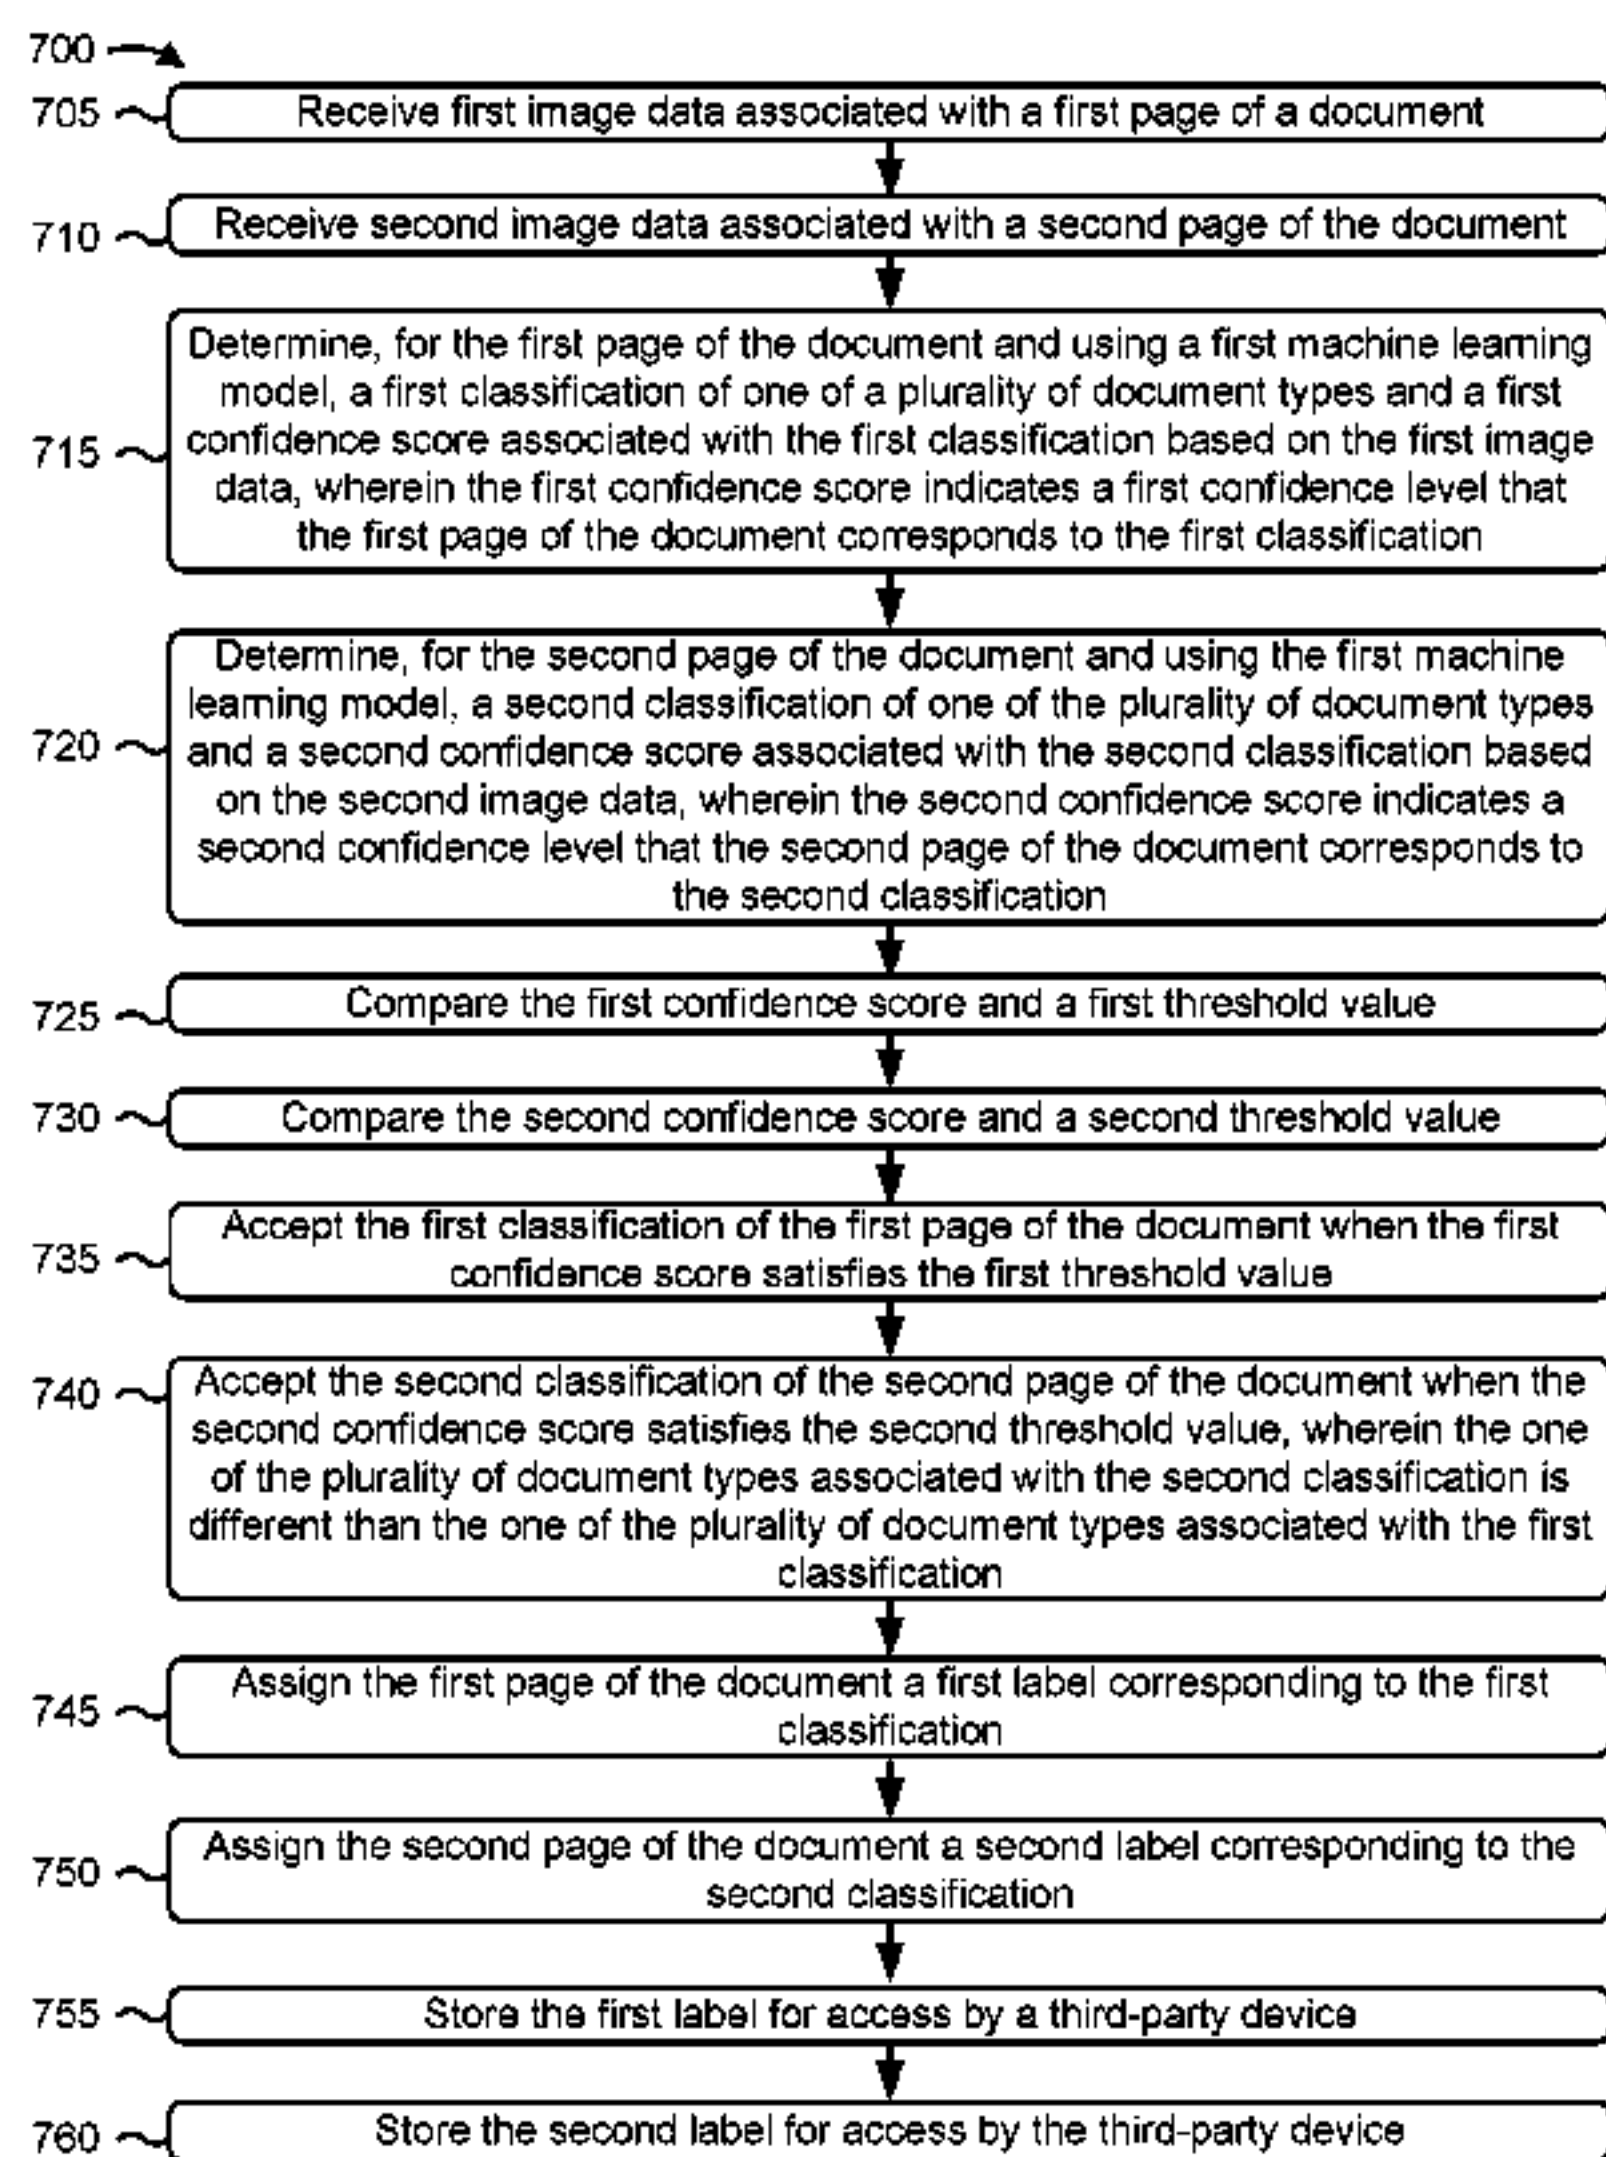 700
705 Receive first image data associated with a first page of a document
710 Receive second image data associated with a second page of the document
Determine, for the first page of the document and using a first machine learning
model, a first classification of one of a plurality of document types and a first
715 confidence score associated with the first classification based on the first image
data, wherein the first confidence score indicates a first confidence level that
the first page of the document corresponds to the first classification
Determine, for the second page of the document and using the first machine
learning model, a second classification of one of the plurality of document types
720 and a second confidence score associated with the second classification based
on the second image data, wherein the second confidence score indicates a
second confidence level that the second page of the document corresponds to
the second classification
725 Compare the first confidence score and a first threshold value
730 Compare the second confidence score and a second threshold value
735 Accept the first classification of the first page of the document when the first
confidence score satisfies the first threshold value
740 Accept the second classification of the second page of the document when the
second confidence score satisfies the second threshold value, wherein the one
of the plurality of document types associated with the second classification is
different than the one of the plurality of document types associated with the first
classification
745 Assign the first page of the document a first label corresponding to the first
classification
750 Assign the second page of the document a second label corresponding to the
second classification
755 Store the first label for access by a third-party device
760 Store the second label for access by the third-party device